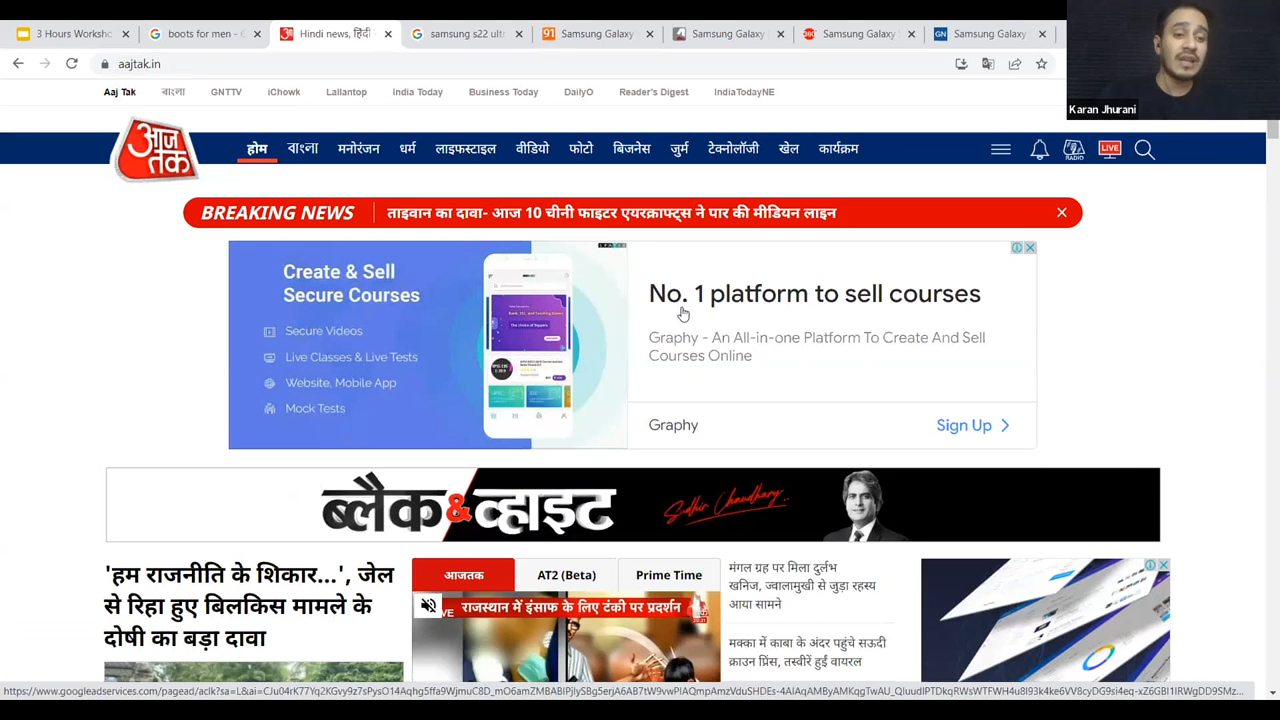 3 Hours Worksho
boots for men - G
Hindi news, हिंदी
samsung s22 ultr
Samsung Galaxy
Samsung Galaxy
Samsung Galaxy
Samsung Galaxy
aajtak.in
Karan Jhurani
Aaj Tak বাংলা GNTTV iChowk Lallantop India Today Business Today DailyO Reader's Digest IndiaTodayNE
आज तक
होम বাংলা मनोरंजन धर्म लाइफस्टाइल वीडियो फोटो बिजनेस जुर्म टेक्नोलॉजी खेल कार्यक्रम
RADIO
LIVE
BREAKING NEWS ताइवान का दावा- आज 10 चीनी फाइटर एयरक्राफ्ट्स ने पार की मीडियन लाइन
Create & Sell
Secure Courses
Secure Videos
Live Classes & Live Tests
Website, Mobile App
Mock Tests
No. 1 platform to sell courses
Graphy - An All-in-one Platform To Create And Sell
Courses Online
Graphy Sign Up
ब्लैक & व्हाइट Sudhir Chaudhary..
'हम राजनीति के शिकार...', जेल
से रिहा हुए बिलकिस मामले के
दोषी का बड़ा दावा
आजतक AT2 (Beta) Prime Time
राजस्थान में इंसाफ के लिए टंकी पर प्रदर्शन
मंगल ग्रह पर मिला दुर्लभ
खनिज, ज्वालामुखी से जुड़ा रहस्य
आया सामने
मक्का में काबा के अंदर पहुंचे सऊदी
क्राउन प्रिंस, तस्वीरें हुईं वायरल